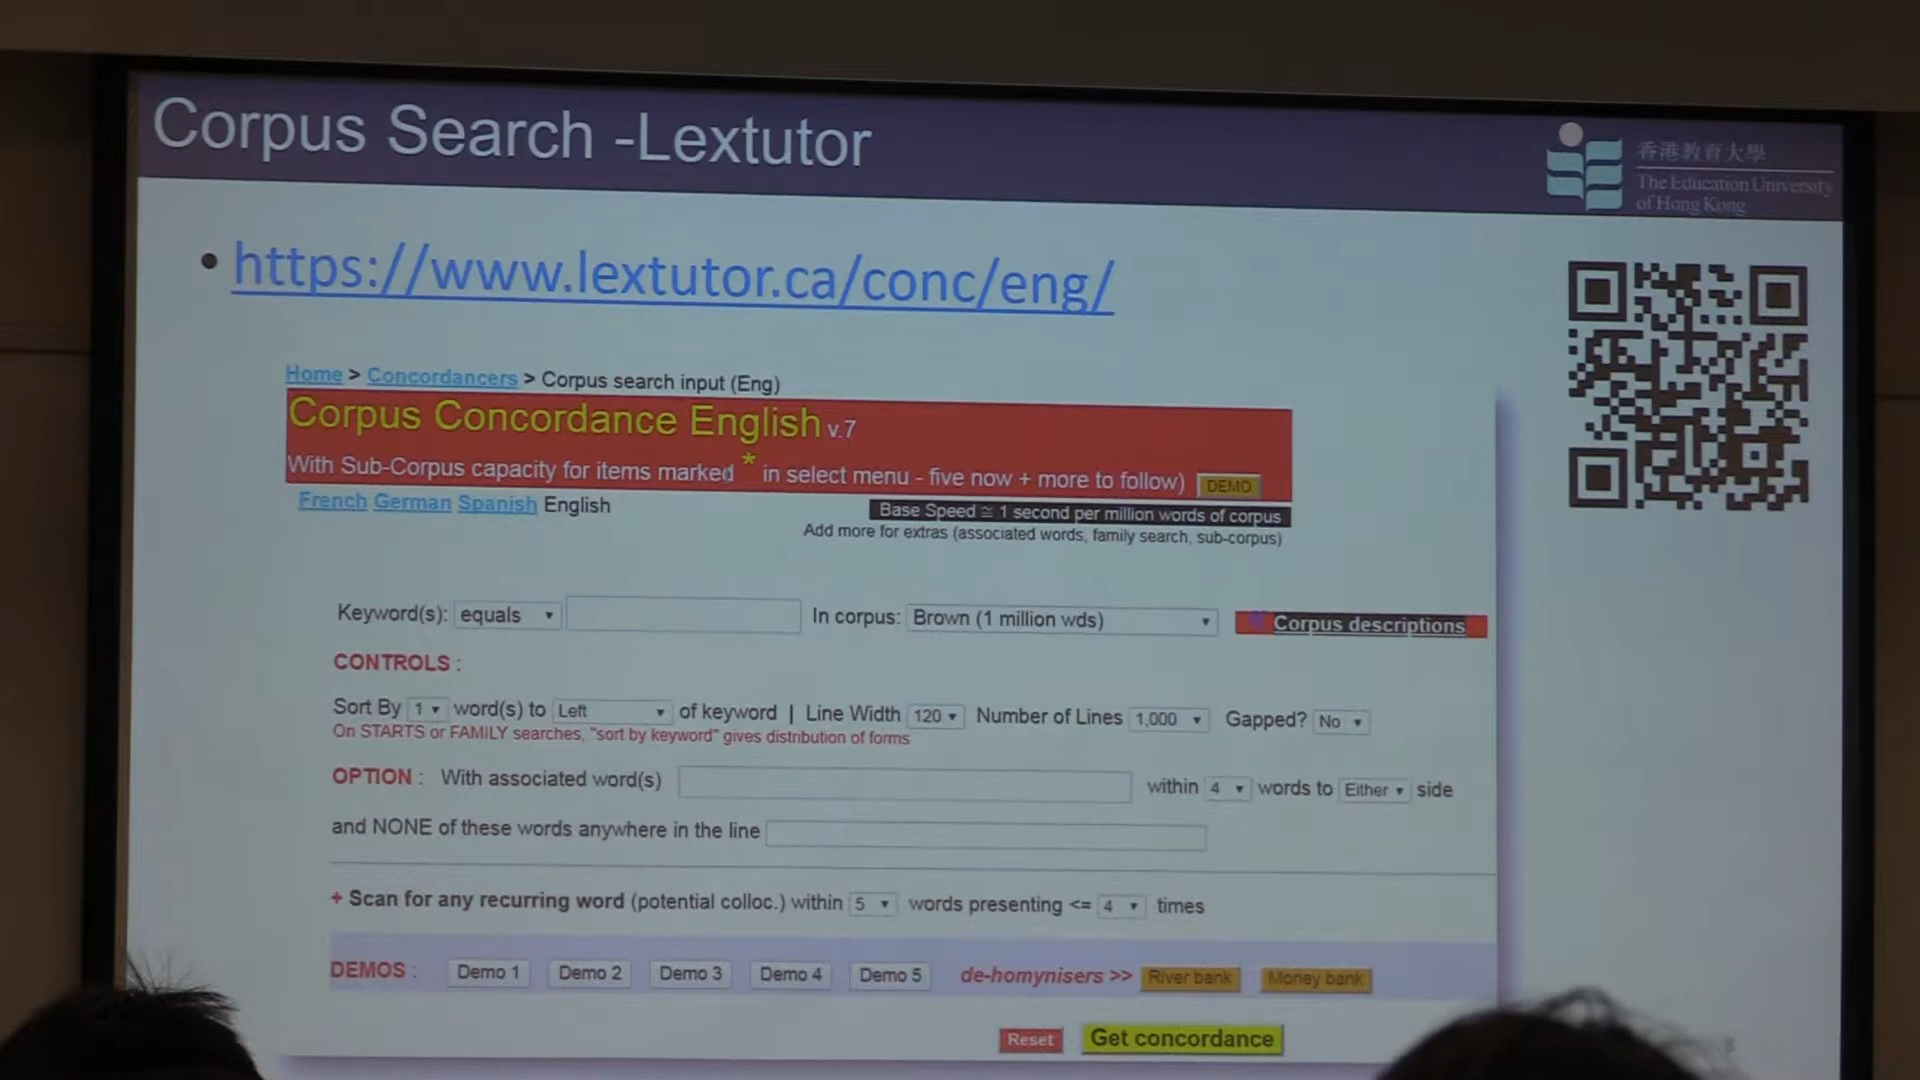 Corpus Search -Lextutor
香港教育大學
The Education University
of Hong Kong
• https://www.lextutor.ca/conc/eng/
Home > Concordancers > Corpus search input (Eng)
Corpus Concordance English v.7
With Sub-Corpus capacity for items marked * in select menu - five now + more to follow) DEMO
French German Spanish English
Base Speed ≅ 1 second per million words of corpus
Add more for extras (associated words, family search, sub-corpus)
Keyword(s): equals In corpus: Brown (1 million wds) Corpus descriptions
CONTROLS :
Sort By 1 word(s) to Left of keyword | Line Width 120 Number of Lines 1,000 Gapped? No
On STARTS or FAMILY searches, "sort by keyword" gives distribution of forms
OPTION : With associated word(s) within 4 words to Either side
and NONE of these words anywhere in the line
+ Scan for any recurring word (potential colloc.) within 5 words presenting <= 4 times
DEMOS : Demo 1 Demo 2 Demo 3 Demo 4 Demo 5 de-homynisers >> River bank Money bank
Reset Get concordance